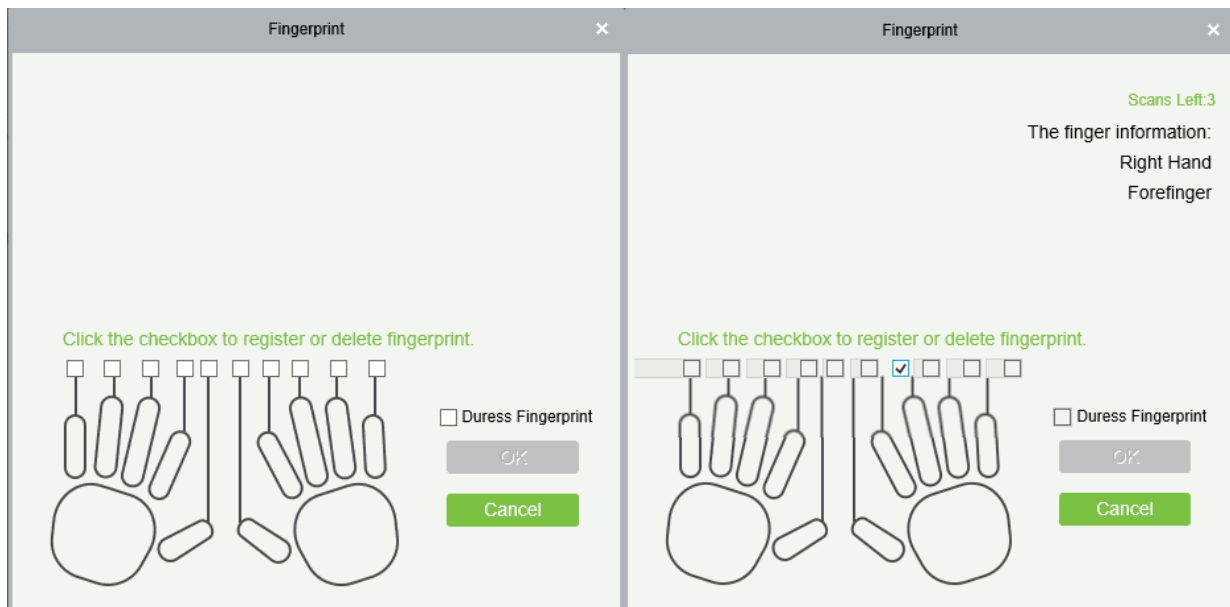 Fingerprint
Click the checkbox to register or delete fingerprint.
Duress Fingerprint
OK
Cancel
Fingerprint
Scans Left:3
The finger information:
Right Hand
Forefinger
Click the checkbox to register or delete fingerprint.
Duress Fingerprint
OK
Cancel